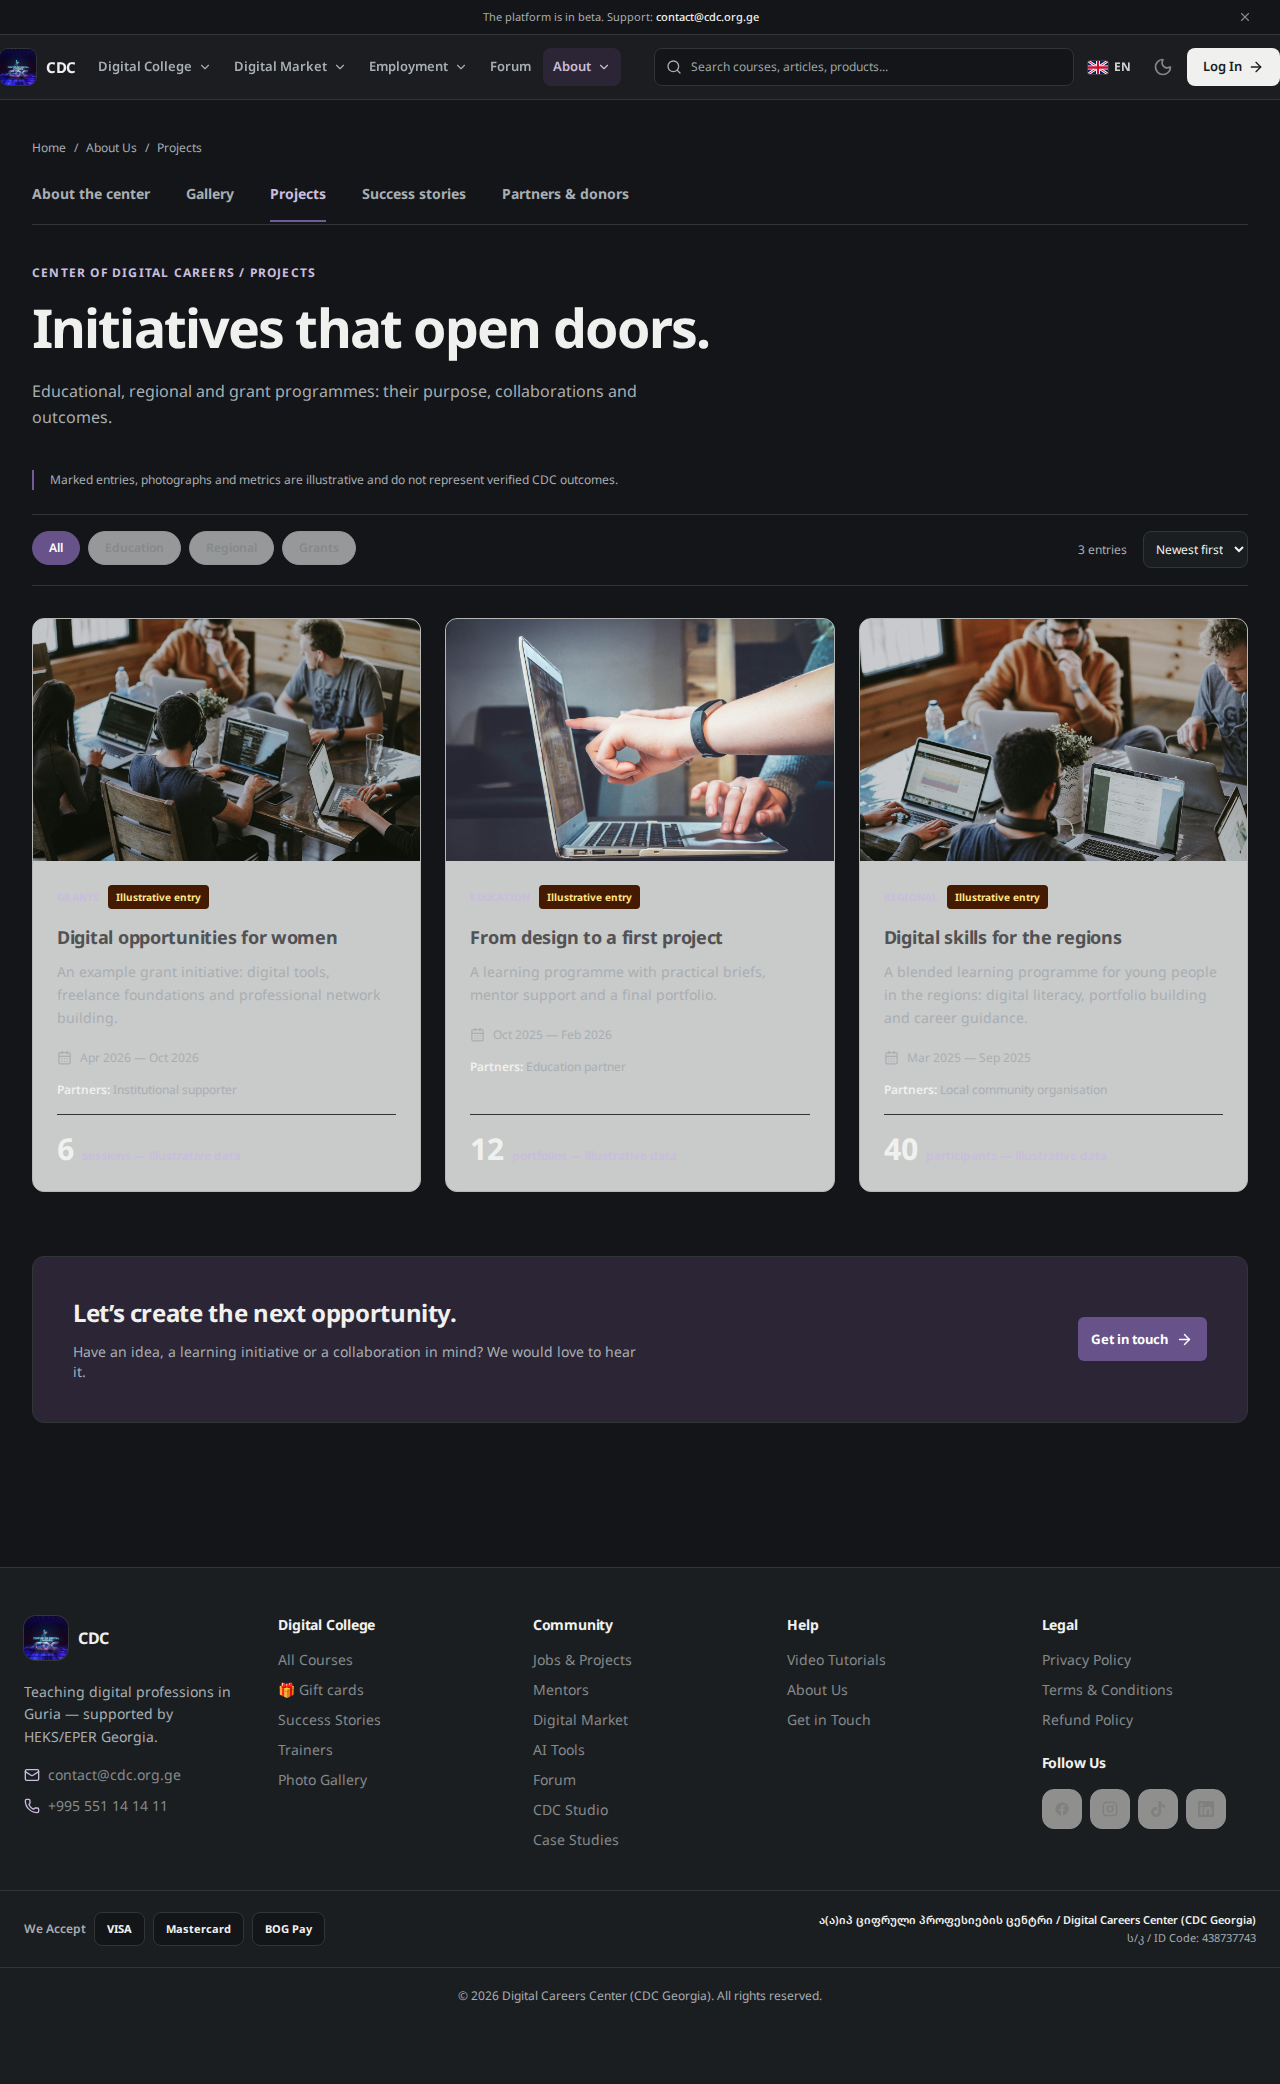 The platform is in beta. Support: contact@cdc.org.ge
CDC
Digital College
Digital Market
Employment
Forum
About
Search courses, articles, products...
EN
Log In
Home / About Us / Projects
About the center
Gallery
Projects
Success stories
Partners & donors
CENTER OF DIGITAL CAREERS / PROJECTS
Initiatives that open doors.
Educational, regional and grant programmes: their purpose, collaborations and
outcomes.
Marked entries, photographs and metrics are illustrative and do not represent verified CDC outcomes.
All
Education
Regional
Grants
3 entries
Newest first
GRANTS
Illustrative entry
Digital opportunities for women
An example grant initiative: digital tools,
freelance foundations and professional network
building.
Apr 2026 — Oct 2026
Partners: Institutional supporter
6 sessions — illustrative data
EDUCATION
Illustrative entry
From design to a first project
A learning programme with practical briefs,
mentor support and a final portfolio.
Oct 2025 — Feb 2026
Partners: Education partner
12 portfolios — illustrative data
REGIONAL
Illustrative entry
Digital skills for the regions
A blended learning programme for young people
in the regions: digital literacy, portfolio building
and career guidance.
Mar 2025 — Sep 2025
Partners: Local community organisation
40 participants — illustrative data
Let’s create the next opportunity.
Have an idea, a learning initiative or a collaboration in mind? We would love to hear
it.
Get in touch
CDC
Teaching digital professions in
Guria — supported by
HEKS/EPER Georgia.
contact@cdc.org.ge
+995 551 14 14 11
Digital College
All Courses
🎁 Gift cards
Success Stories
Trainers
Photo Gallery
Community
Jobs & Projects
Mentors
Digital Market
AI Tools
Forum
CDC Studio
Case Studies
Help
Video Tutorials
About Us
Get in Touch
Legal
Privacy Policy
Terms & Conditions
Refund Policy
Follow Us
We Accept
VISA
Mastercard
BOG Pay
ა(ა)იპ ციფრული პროფესიების ცენტრი / Digital Careers Center (CDC Georgia)
ს/კ / ID Code: 438737743
© 2026 Digital Careers Center (CDC Georgia). All rights reserved.